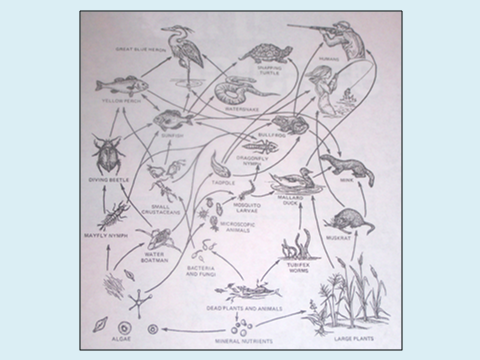 GREAT BLUE HERON
SNAPPING
TURTLE
HUMANS
YELLOW PERCH
WATERSNAKE
SUNFISH
BULLFROG
DRAGONFLY
NYMPH
DIVING BEETLE
TADPOLE
MINK
SMALL
CRUSTACEANS
MOSQUITO
LARVAE
MALLARD
DUCK
MICROSCOPIC
ANIMALS
MAYFLY NYMPH
MUSKRAT
WATER
BOATMAN
BACTERIA
AND FUNGI
TUBIFEX
WORMS
DEAD PLANTS AND ANIMALS
ALGAE
MINERAL NUTRIENTS
LARGE PLANTS